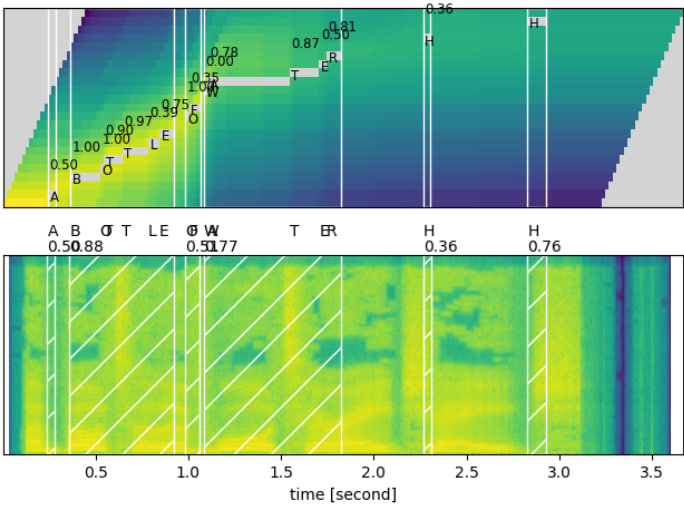 0.36
0.81
0.50 R
0.87 E
0.78 T
0.00
0.35 A
1.00 W
0.75 F
0.39 O
0.97 E
0.90 L
1.00 T
1.00 T
O
0.50 B
A
H
H
A B O T T L E O F W A T E R H H
0.50 0.88 0.51 0.77 0.36 0.76
0.5 1.0 1.5 2.0 2.5 3.0 3.5
time [second]